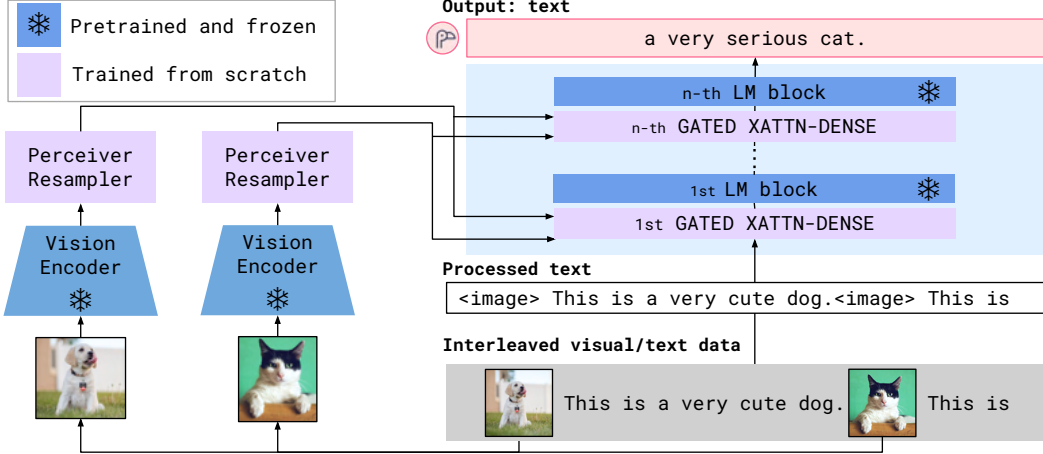 Pretrained and frozen
Trained from scratch
Perceiver
Resampler
Perceiver
Resampler
Vision
Encoder
Vision
Encoder
Output: text
a very serious cat.
n-th LM block
n-th GATED XATTN-DENSE
1st LM block
1st GATED XATTN-DENSE
Processed text
<image> This is a very cute dog.<image> This is
Interleaved visual/text data
This is a very cute dog. This is